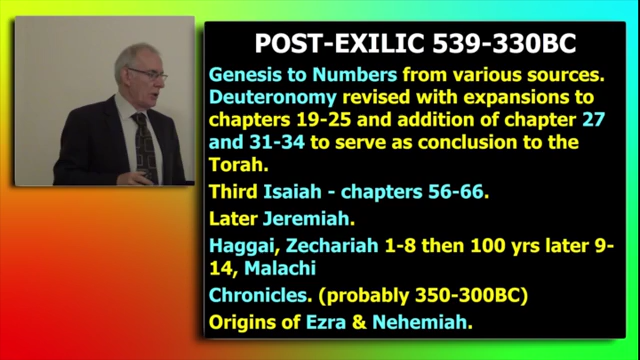 POST-EXILIC 539-330BC
Genesis to Numbers from various sources.
Deuteronomy revised with expansions to
chapters 19-25 and addition of chapter 27
and 31-34 to serve as conclusion to the
Torah.
Third Isaiah - chapters 56-66.
Later Jeremiah.
Haggai, Zechariah 1-8 then 100 yrs later 9-
14, Malachi
Chronicles. (probably 350-300BC)
Origins of Ezra & Nehemiah.